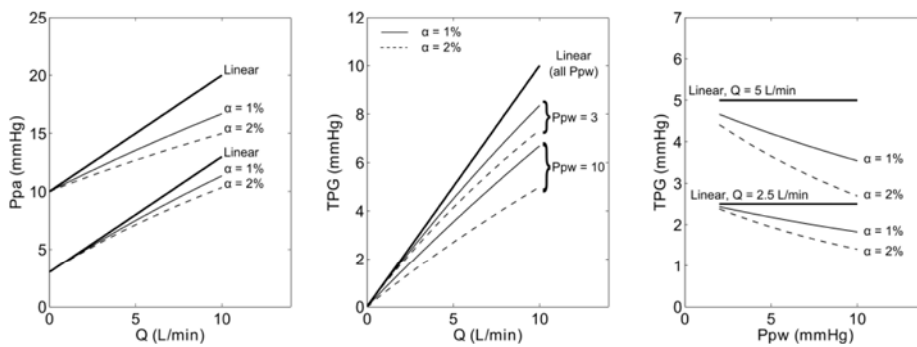 25
20
15
10
5
0
Ppa (mmHg)
Linear
α = 1%
α = 2%
Linear
α = 1%
α = 2%
0
5
10
Q (L/min)
12
10
8
6
4
2
0
TPG (mmHg)
α = 1%
α = 2%
Linear
(all Ppw)
Ppw = 3
Ppw = 10
0
5
10
Q (L/min)
7
6
5
4
3
2
1
0
TPG (mmHg)
Linear, Q = 5 L/min
α = 1%
α = 2%
Linear, Q = 2.5 L/min
α = 1%
α = 2%
0
5
10
Ppw (mmHg)